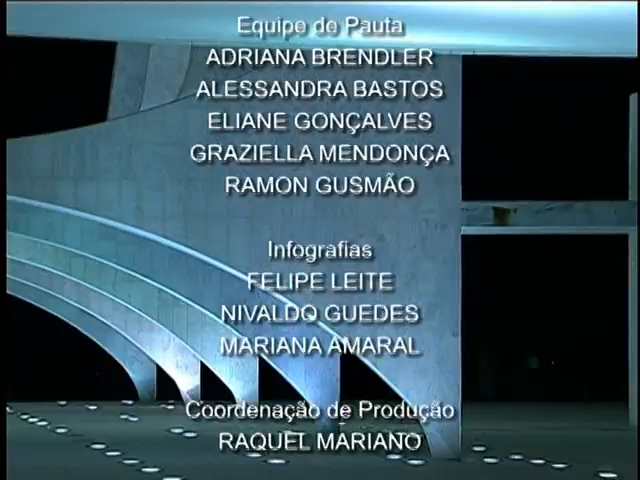 Equipe de Pauta
ADRIANA BRENDLER
ALESSANDRA BASTOS
ELIANE GONÇALVES
GRAZIELLA MENDONÇA
RAMON GUSMÃO
Infografias
FELIPE LEITE
NIVALDO GUEDES
MARIANA AMARAL
Coordenação de Produção
RAQUEL MARIANO